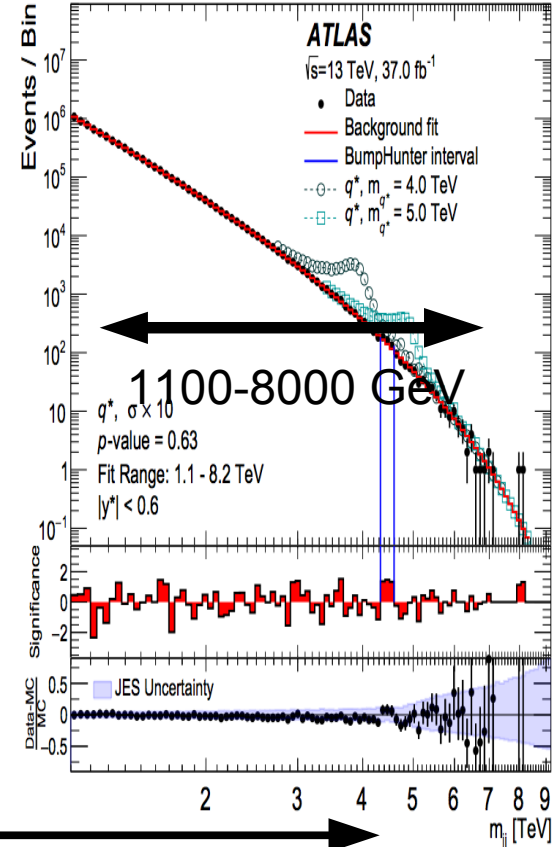 Events / Bin
10⁷
10⁶
10⁵
10⁴
10³
10²
10
1
10⁻¹
ATLAS
√s=13 TeV, 37.0 fb⁻¹
Data
Background fit
BumpHunter interval
q*, m_q* = 4.0 TeV
q*, m_q* = 5.0 TeV
1100-8000 GeV
q*, σ × 10
p-value = 0.63
Fit Range: 1.1 - 8.2 TeV
|y*| < 0.6
Significance
2
0
−2
Data-MC
MC
0.5
0
−0.5
JES Uncertainty
2 3 4 5 6 7 8 9
m_jj [TeV]